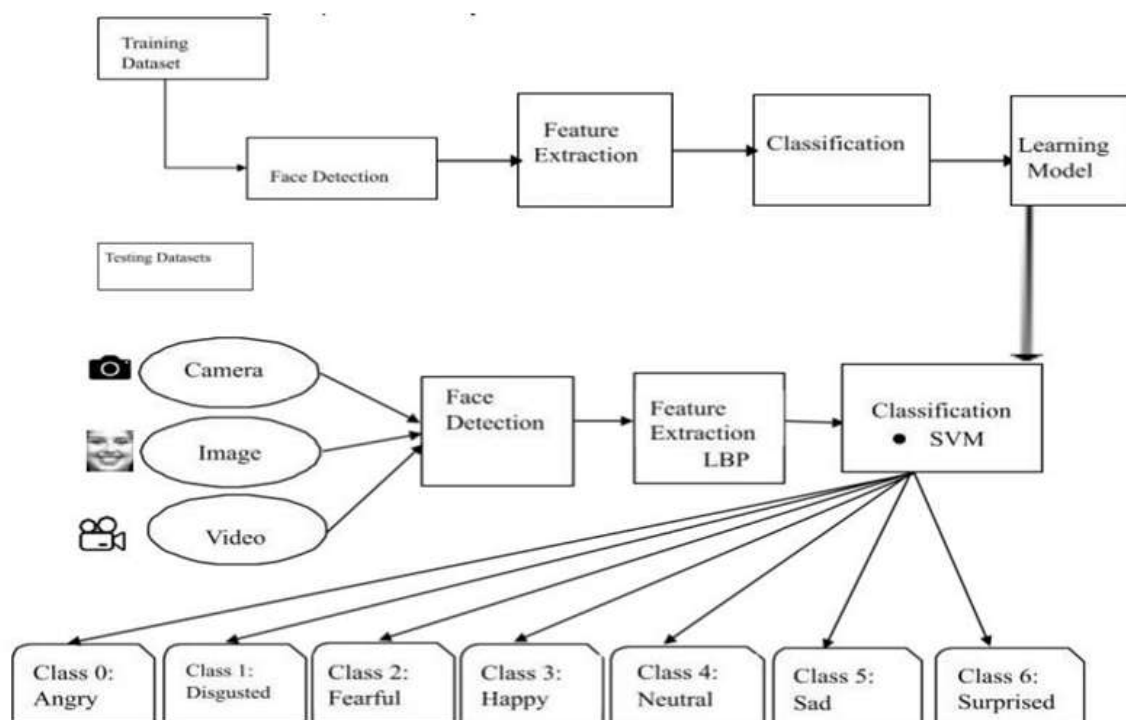 Training
Dataset
Face Detection
Feature
Extraction
Classification
Learning
Model
Testing Datasets
Camera
Image
Video
Face
Detection
Feature
Extraction
LBP
Classification
● SVM
Class 0:
Angry
Class 1:
Disgusted
Class 2:
Fearful
Class 3:
Happy
Class 4:
Neutral
Class 5:
Sad
Class 6:
Surprised